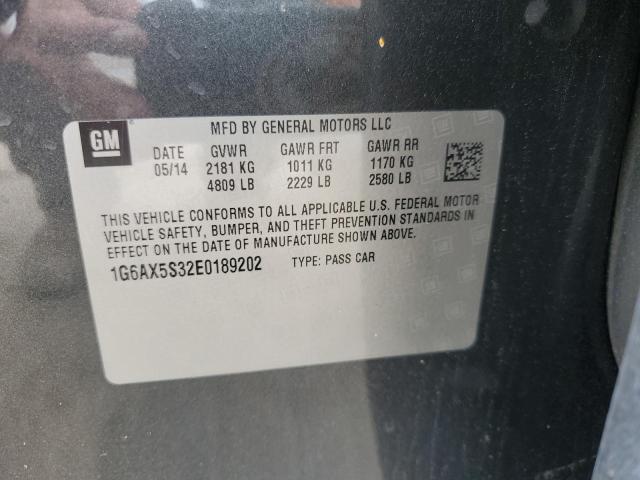 GM
MFD BY GENERAL MOTORS LLC
DATE GVWR GAWR FRT GAWR RR
05/14 2181 KG 1011 KG 1170 KG
4809 LB 2229 LB 2580 LB
THIS VEHICLE CONFORMS TO ALL APPLICABLE U.S. FEDERAL MOTOR
VEHICLE SAFETY, BUMPER, AND THEFT PREVENTION STANDARDS IN
EFFECT ON THE DATE OF MANUFACTURE SHOWN ABOVE.
1G6AX5S32E0189202 TYPE: PASS CAR